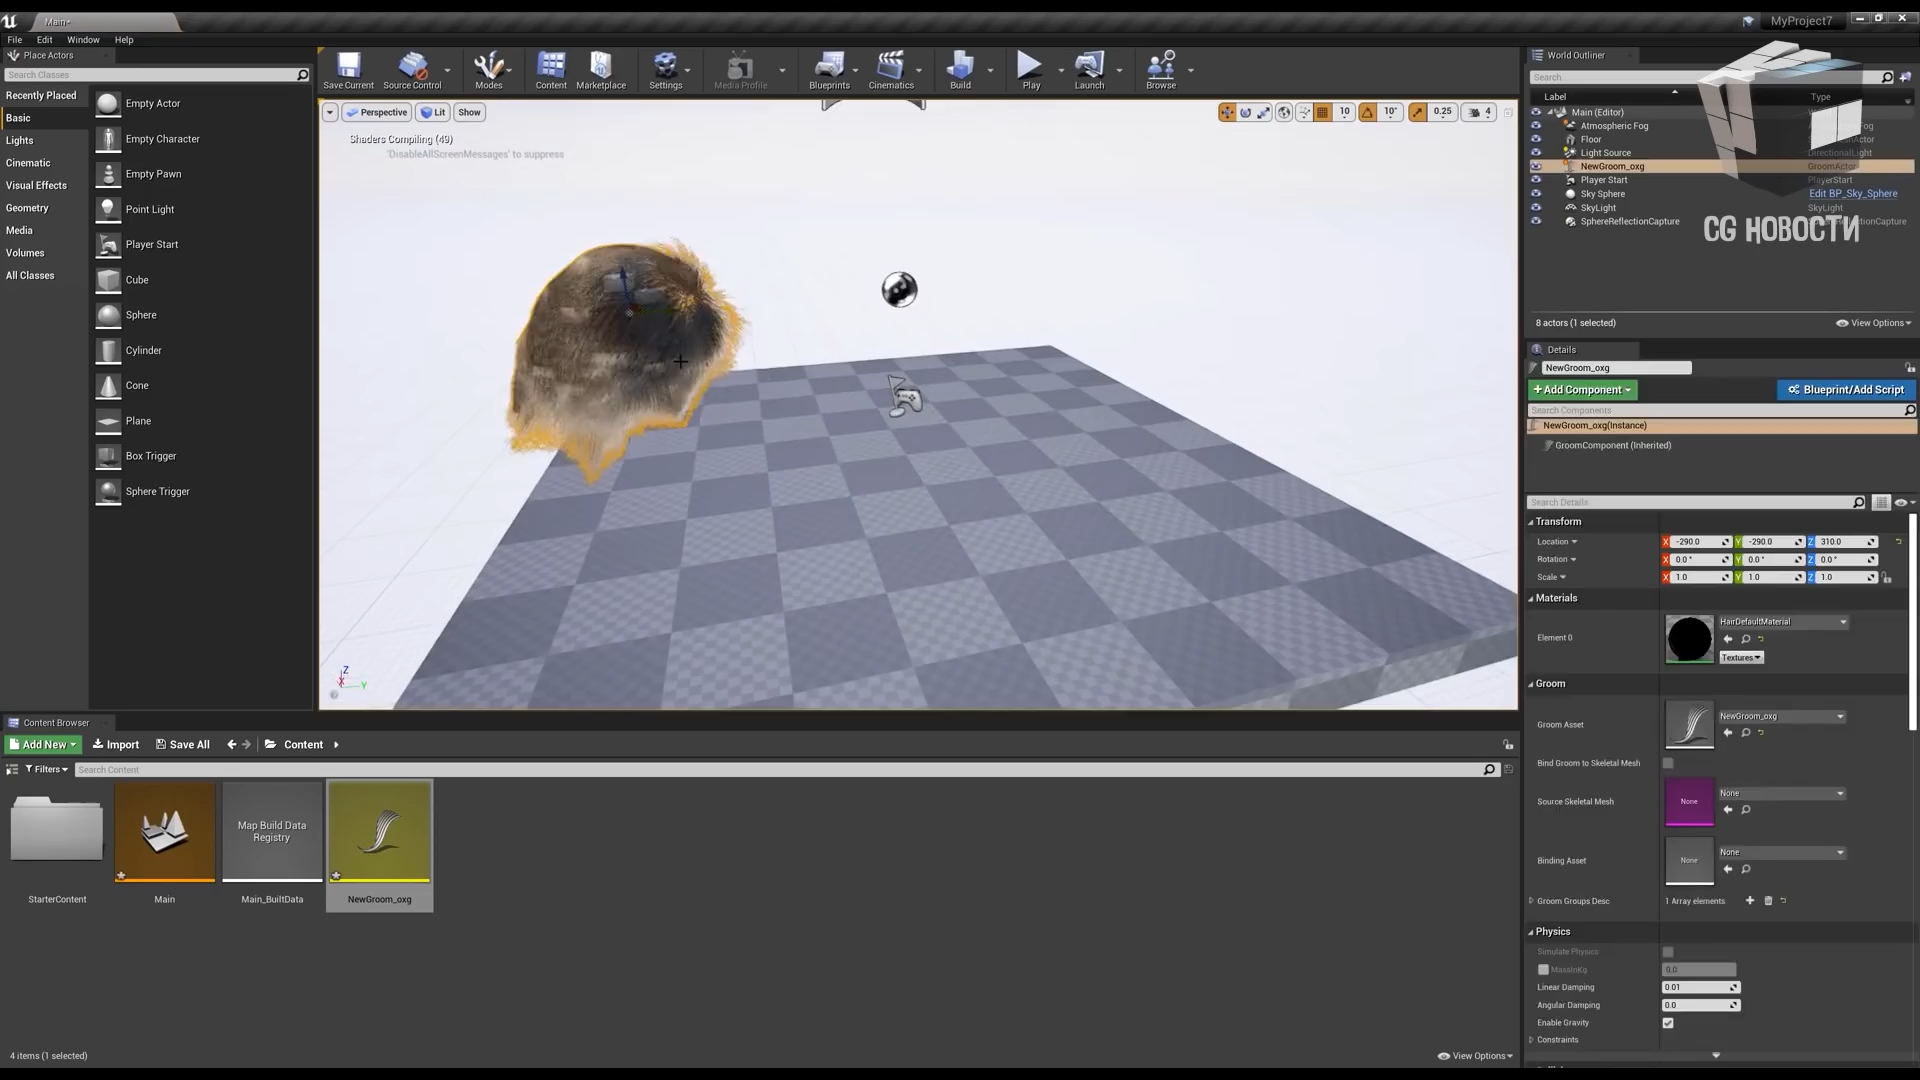 Main*
MyProject7
File Edit Window Help
Place Actors
Search Classes
Recently Placed
Basic
Lights
Cinematic
Visual Effects
Geometry
Media
Volumes
All Classes
Empty Actor
Empty Character
Empty Pawn
Point Light
Player Start
Cube
Sphere
Cylinder
Cone
Plane
Box Trigger
Sphere Trigger
Save Current
Source Control
Modes
Content
Marketplace
Settings
Media Profile
Blueprints
Cinematics
Build
Play
Launch
Browse
Perspective
Lit
Show
10
10°
0.25
4
Shaders Compiling (49)
'DisableAllScreenMessages' to suppress
Z
X
Y
World Outliner
Search...
Label
Type
Main (Editor)
Atmospheric Fog
Floor
Light Source
DirectionalLight
NewGroom_oxg
GroomActor
Player Start
PlayerStart
Sky Sphere
Edit BP_Sky_Sphere
SkyLight
SkyLight
SphereReflectionCapture
CG НОВОСТИ
8 actors (1 selected)
View Options
Details
NewGroom_oxg
+ Add Component
Blueprint/Add Script
Search Components
NewGroom_oxg(Instance)
GroomComponent (Inherited)
Search Details
Transform
Location X -290.0 Y -290.0 Z 310.0
Rotation X 0.0 ° Y 0.0 ° Z 0.0 °
Scale X 1.0 Y 1.0 Z 1.0
Materials
Element 0
HairDefaultMaterial
Textures
Groom
Groom Asset
NewGroom_oxg
Bind Groom to Skeletal Mesh
Source Skeletal Mesh
None
None
Binding Asset
None
None
Groom Groups Desc
1 Array elements
Physics
Simulate Physics
MassInKg
0.0
Linear Damping
0.01
Angular Damping
0.0
Enable Gravity
Constraints
Content Browser
Add New
Import
Save All
Content
Filters
Search Content
StarterContent
Main
Map Build Data
Registry
Main_BuiltData
NewGroom_oxg
4 items (1 selected)
View Options